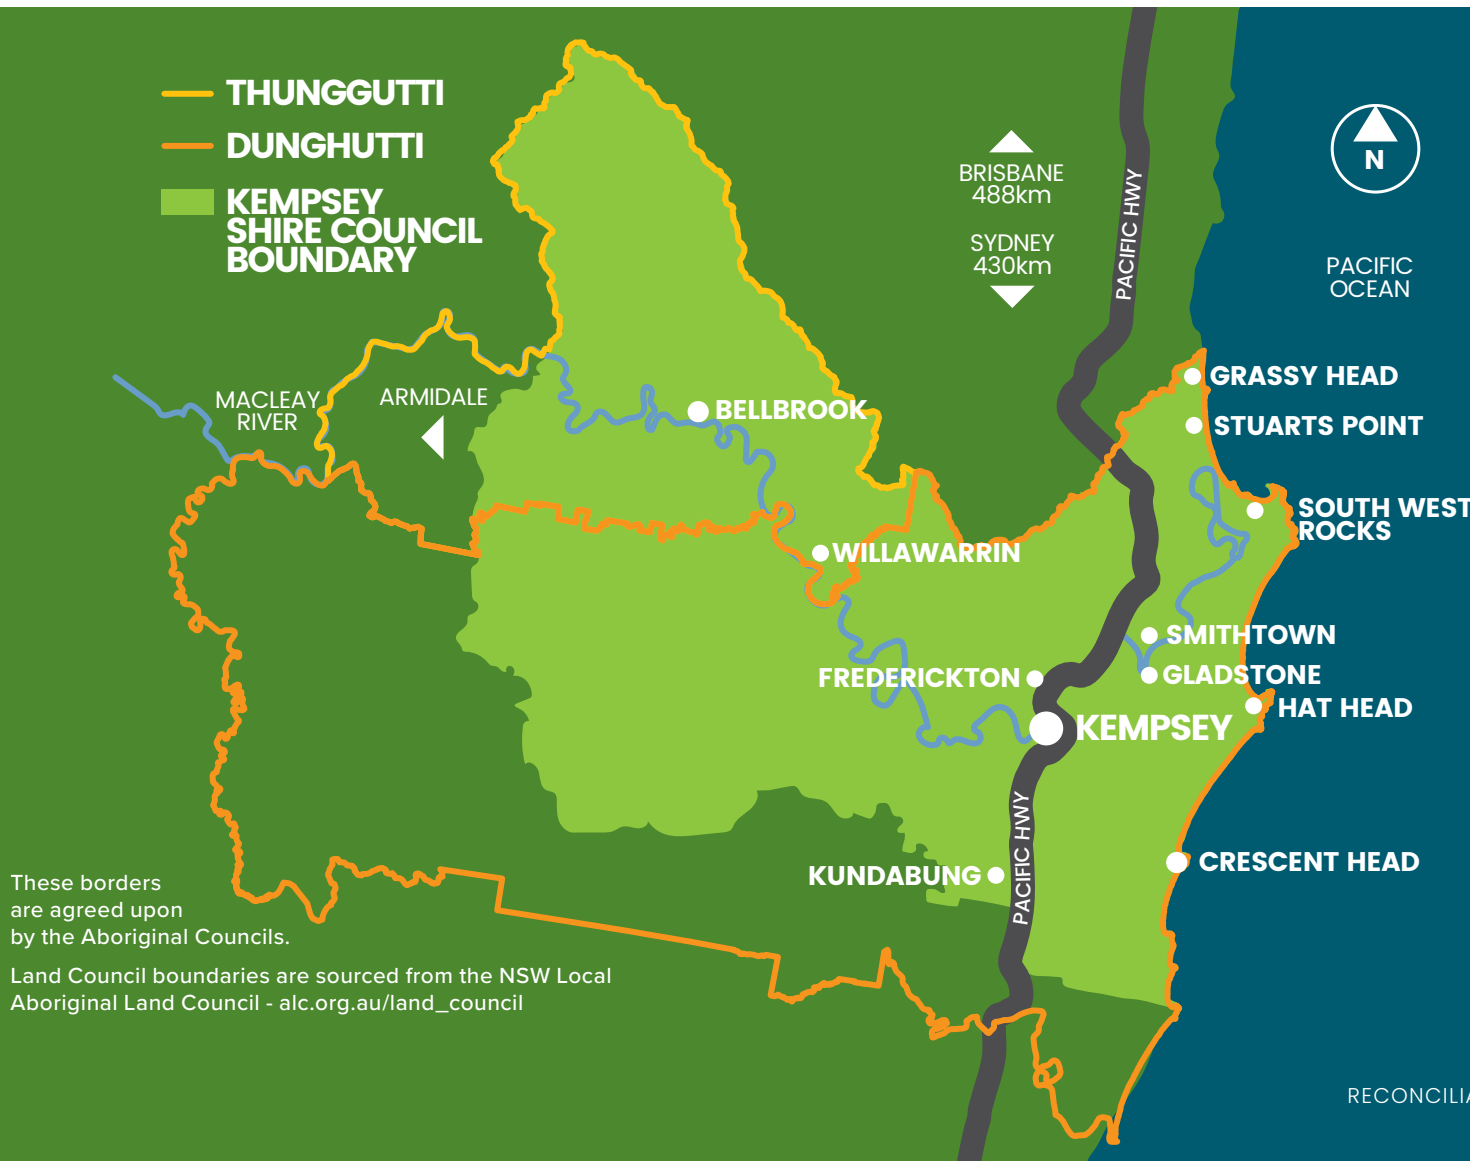 THUNGGUTTI
DUNGHUTTI
KEMPSEY
SHIRE COUNCIL
BOUNDARY
BRISBANE
488km
SYDNEY
430km
PACIFIC HWY
N
PACIFIC
OCEAN
MACLEAY
RIVER
ARMIDALE
BELLBROOK
GRASSY HEAD
STUARTS POINT
SOUTH WEST
ROCKS
WILLAWARRIN
SMITHTOWN
FREDERICKTON
GLADSTONE
HAT HEAD
KEMPSEY
PACIFIC HWY
CRESCENT HEAD
KUNDABUNG
These borders
are agreed upon
by the Aboriginal Councils.
Land Council boundaries are sourced from the NSW Local
Aboriginal Land Council - alc.org.au/land_council